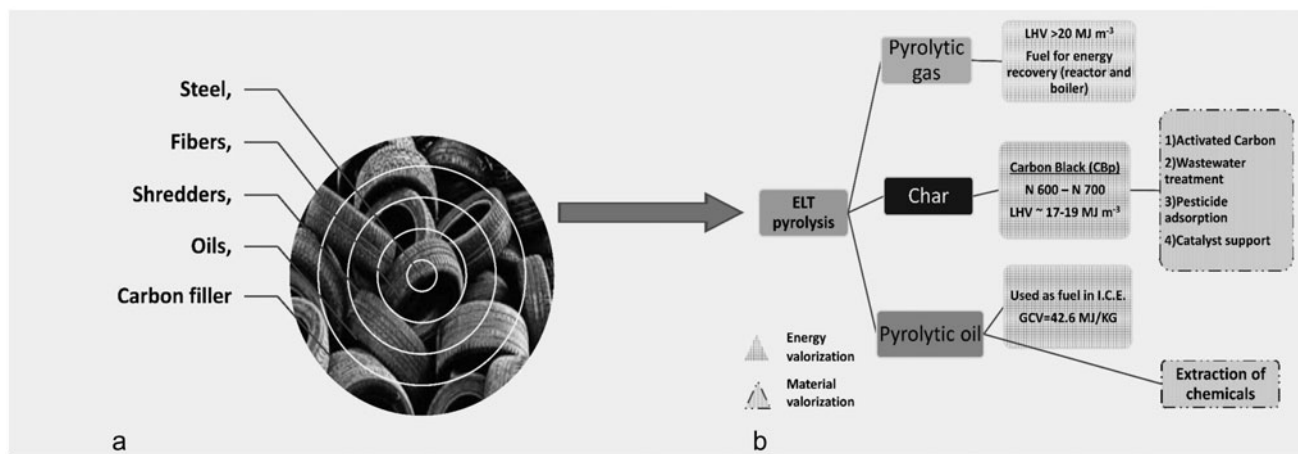 Steel,
Fibers,
Shredders,
Oils,
Carbon filler
a
ELT
pyrolysis
Pyrolytic
gas
LHV >20 MJ m⁻³
Fuel for energy
recovery (reactor and
boiler)
Char
Carbon Black (CBp)
N 600 – N 700
LHV ~ 17-19 MJ m⁻³
1)Activated Carbon
2)Wastewater
treatment
3)Pesticide
adsorption
4)Catalyst support
Pyrolytic oil
Used as fuel in I.C.E.
GCV=42.6 MJ/KG
Extraction of
chemicals
Energy
valorization
Material
valorization
b